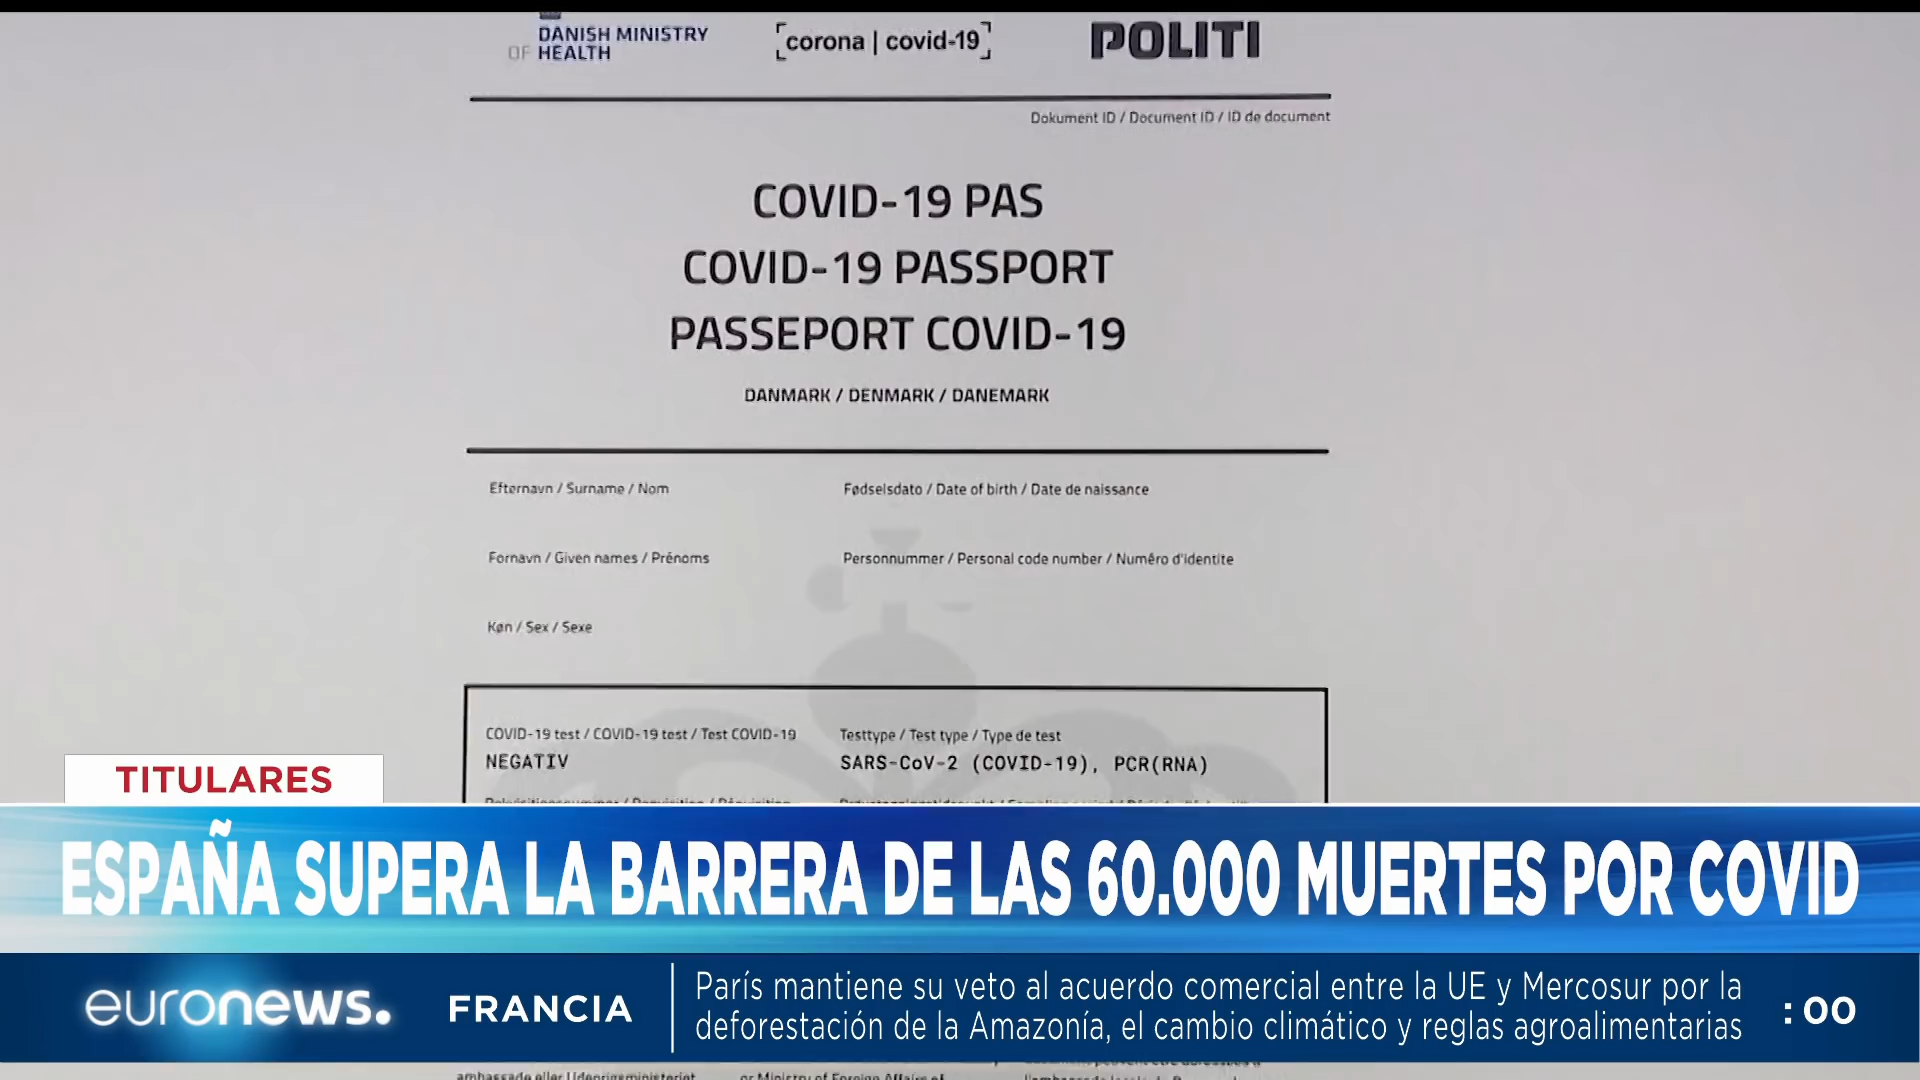 DANISH MINISTRY
OF HEALTH
corona | covid-19
POLITI
Dokument ID / Document ID / ID de document
COVID-19 PAS
COVID-19 PASSPORT
PASSEPORT COVID-19
DANMARK / DENMARK / DANEMARK
Efternavn / Surname / Nom
Fødselsdato / Date of birth / Date de naissance
Fornavn / Given names / Prénoms
Personnummer / Personal code number / Numéro d'identite
Køn / Sex / Sexe
COVID-19 test / COVID-19 test / Test COVID-19
Testtype / Test type / Type de test
NEGATIV
SARS-CoV-2 (COVID-19), PCR(RNA)
TITULARES
ESPAÑA SUPERA LA BARRERA DE LAS 60.000 MUERTES POR COVID
euronews.
FRANCIA
París mantiene su veto al acuerdo comercial entre la UE y Mercosur por la
deforestación de la Amazonía, el cambio climático y reglas agroalimentarias
:00